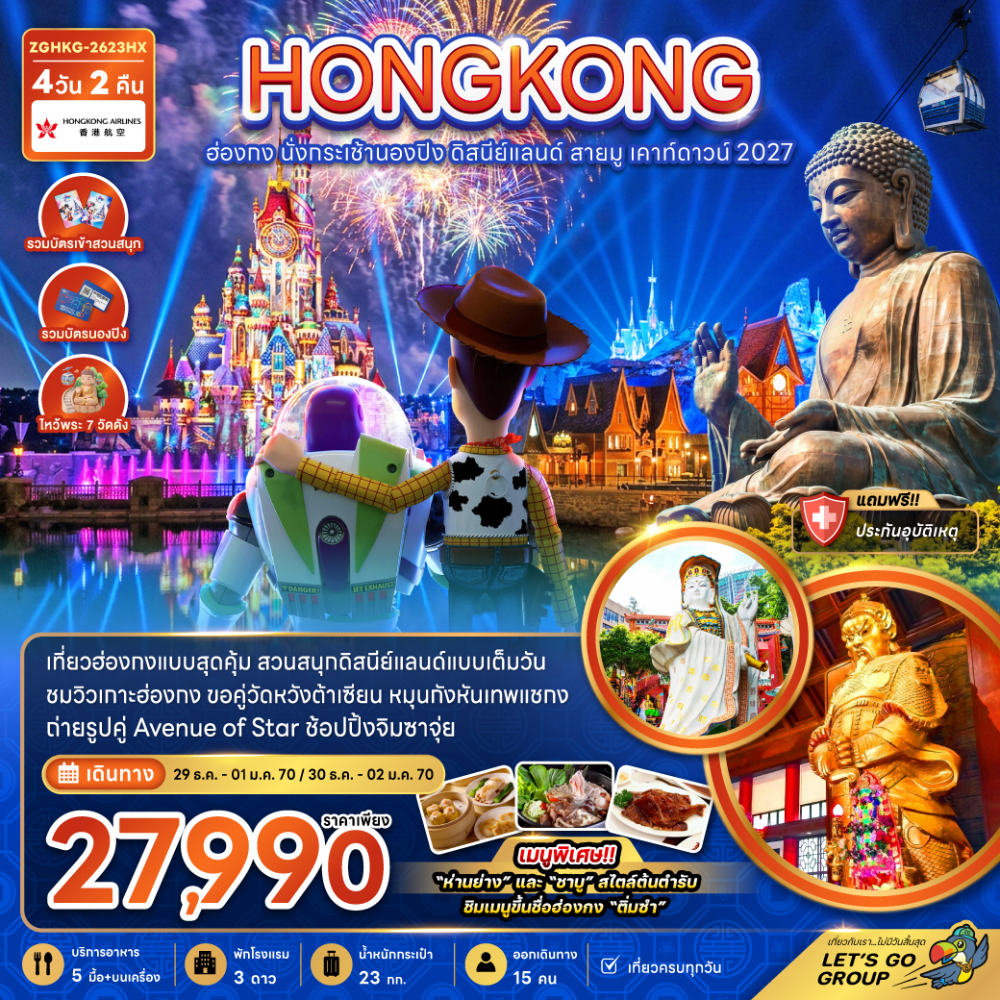 ZGHKG-2623HX
4วัน 2 คืน
HONGKONG AIRLINES
香港航空
HONGKONG
ฮ่องกง นั่งกระเช้านองปิง ดิสนีย์แลนด์ สายมู เคาท์ดาวน์ 2027
รวมบัตรเข้าสวนสนุก
รวมบัตรนองปิง
ไหว้พระ 7 วัดดัง
DANGER!
JET EXHAUST
แถมฟรี!!
ประกันอุบัติเหตุ
เที่ยวฮ่องกงแบบสุดคุ้ม สวนสนุกดิสนีย์แลนด์แบบเต็มวัน
ชมวิวเกาะฮ่องกง ขอคู่วัดหวังต้าเซียน หมุนกังหันเทพแชกง
ถ่ายรูปคู่ Avenue of Star ช้อปปิ้งจิมซาจุ่ย
เดินทาง 29 ธ.ค. - 01 ม.ค. 70 / 30 ธ.ค. - 02 ม.ค. 70
ราคาเพียง
27,990
เมนูพิเศษ!!
"ห่านย่าง" และ "ชาบู" สไตล์ต้นตำรับ
ชิมเมนูขึ้นชื่อฮ่องกง "ติ่มซำ"
บริการอาหาร
5 มื้อ+บนเครื่อง
พักโรงแรม
3 ดาว
น้ำหนักกระเป๋า
23 กก.
ออกเดินทาง
15 คน
เที่ยวครบทุกวัน
เที่ยวกับเรา...ไม่มีวันสิ้นสุด
LET'S GO
GROUP